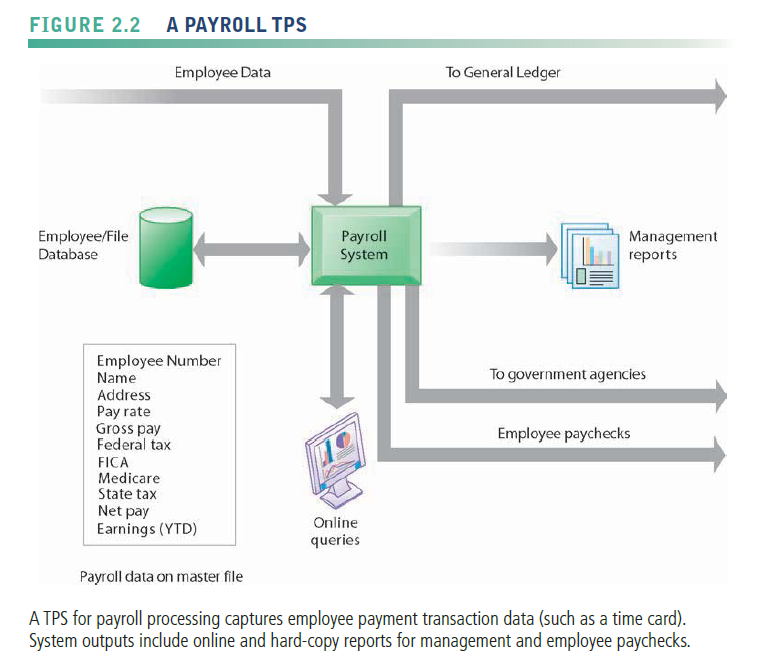 FIGURE 2.2 A PAYROLL TPS
Employee Data
To General Ledger
Employee/File
Database
Payroll
System
Management
reports
Employee Number
Name
Address
Pay rate
Gross pay
Federal tax
FICA
Medicare
State tax
Net pay
Earnings (YTD)
Payroll data on master file
Online
queries
To government agencies
Employee paychecks
A TPS for payroll processing captures employee payment transaction data (such as a time card).
System outputs include online and hard-copy reports for management and employee paychecks.